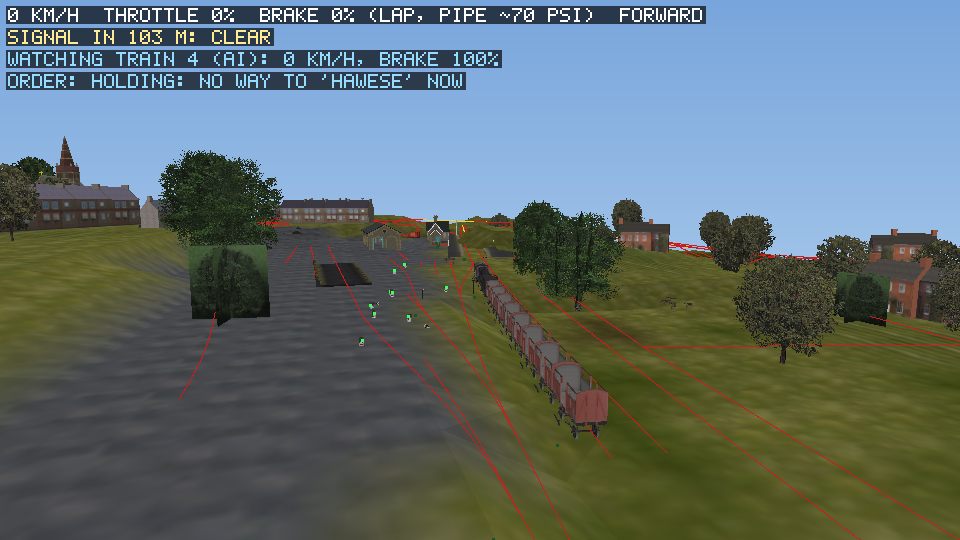 0 KM/H  THROTTLE 0%  BRAKE 0% (LAP, PIPE ~70 PSI)  FORWARD
SIGNAL IN 103 M: CLEAR
WATCHING TRAIN 4 (AI): 0 KM/H, BRAKE 100%
ORDER: HOLDING: NO WAY TO 'HAWESE' NOW